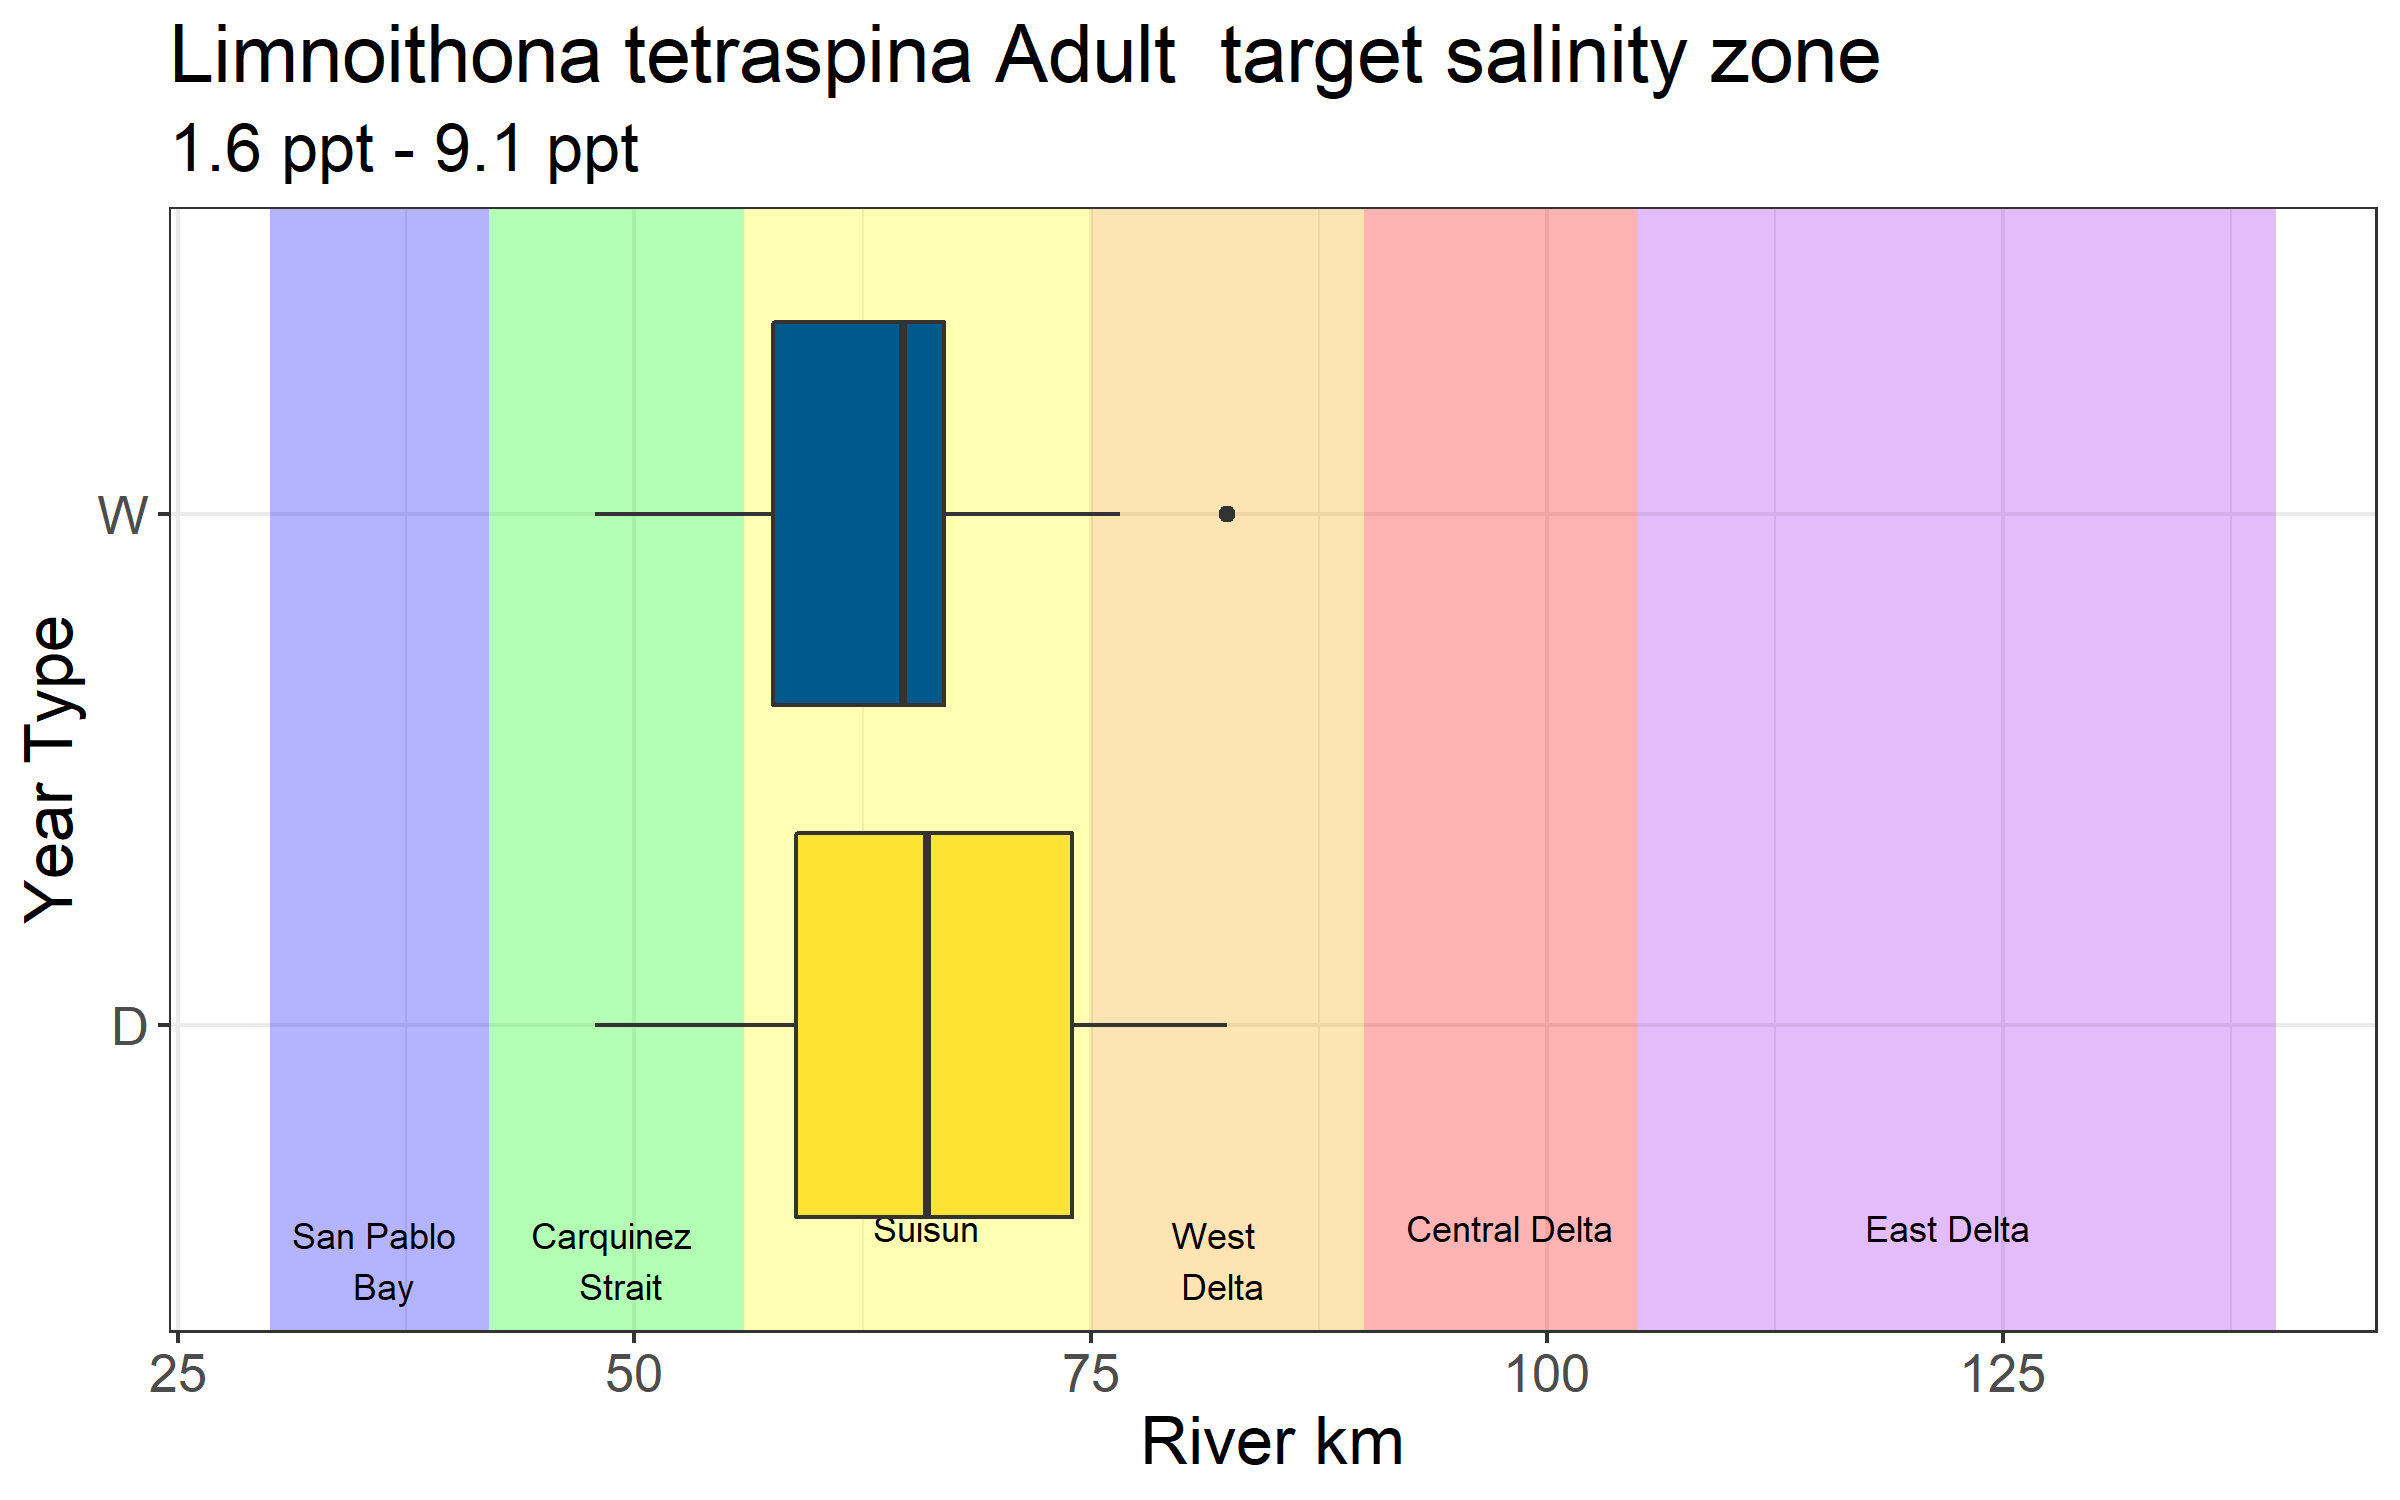 Limnoithona tetraspina Adult  target salinity zone
1.6 ppt - 9.1 ppt
Year Type
W
D
San Pablo
Bay
Carquinez
Strait
Suisun
West
Delta
Central Delta
East Delta
25 50 75 100 125
River km